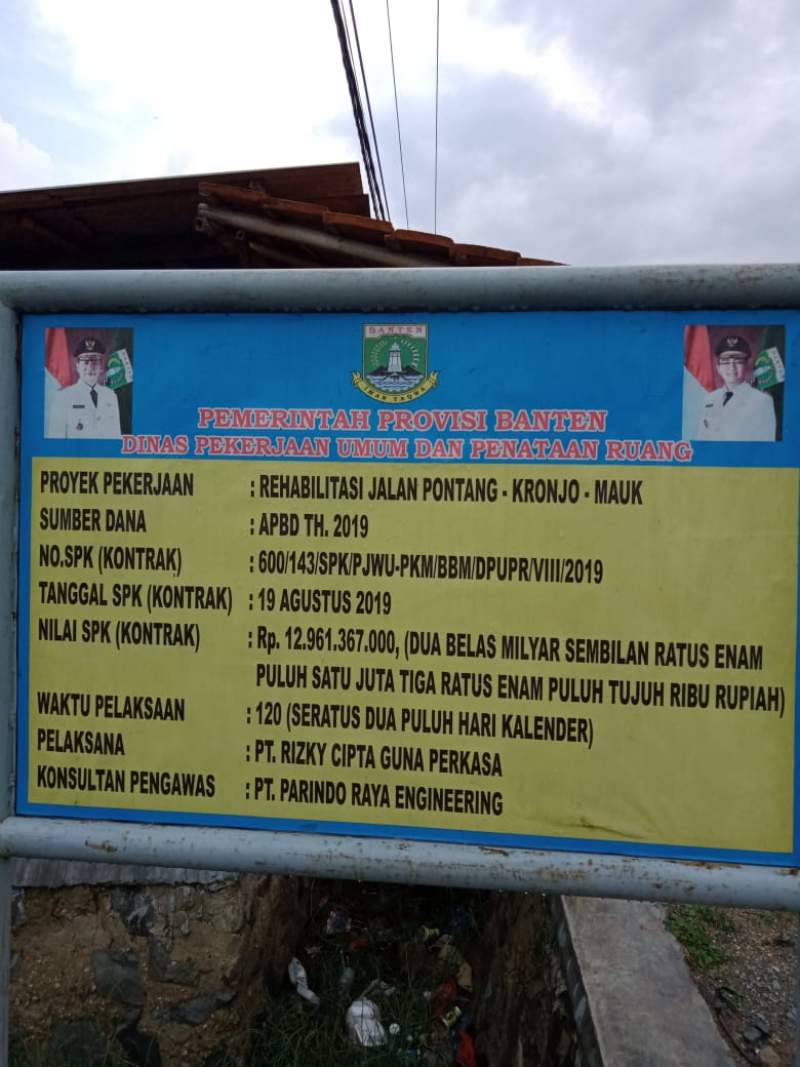 BANTEN
IMAN TAQWA
PEMERINTAH PROVISI BANTEN
DINAS PEKERJAAN UMUM DAN PENATAAN RUANG
PROYEK PEKERJAAN : REHABILITASI JALAN PONTANG - KRONJO - MAUK
SUMBER DANA : APBD TH. 2019
NO.SPK (KONTRAK) : 600/143/SPK/PJWU-PKM/BBM/DPUPR/VIII/2019
TANGGAL SPK (KONTRAK) : 19 AGUSTUS 2019
NILAI SPK (KONTRAK) : Rp. 12.961.367.000, (DUA BELAS MILYAR SEMBILAN RATUS ENAM
PULUH SATU JUTA TIGA RATUS ENAM PULUH TUJUH RIBU RUPIAH)
WAKTU PELAKSAAN : 120 (SERATUS DUA PULUH HARI KALENDER)
PELAKSANA : PT. RIZKY CIPTA GUNA PERKASA
KONSULTAN PENGAWAS : PT. PARINDO RAYA ENGINEERING